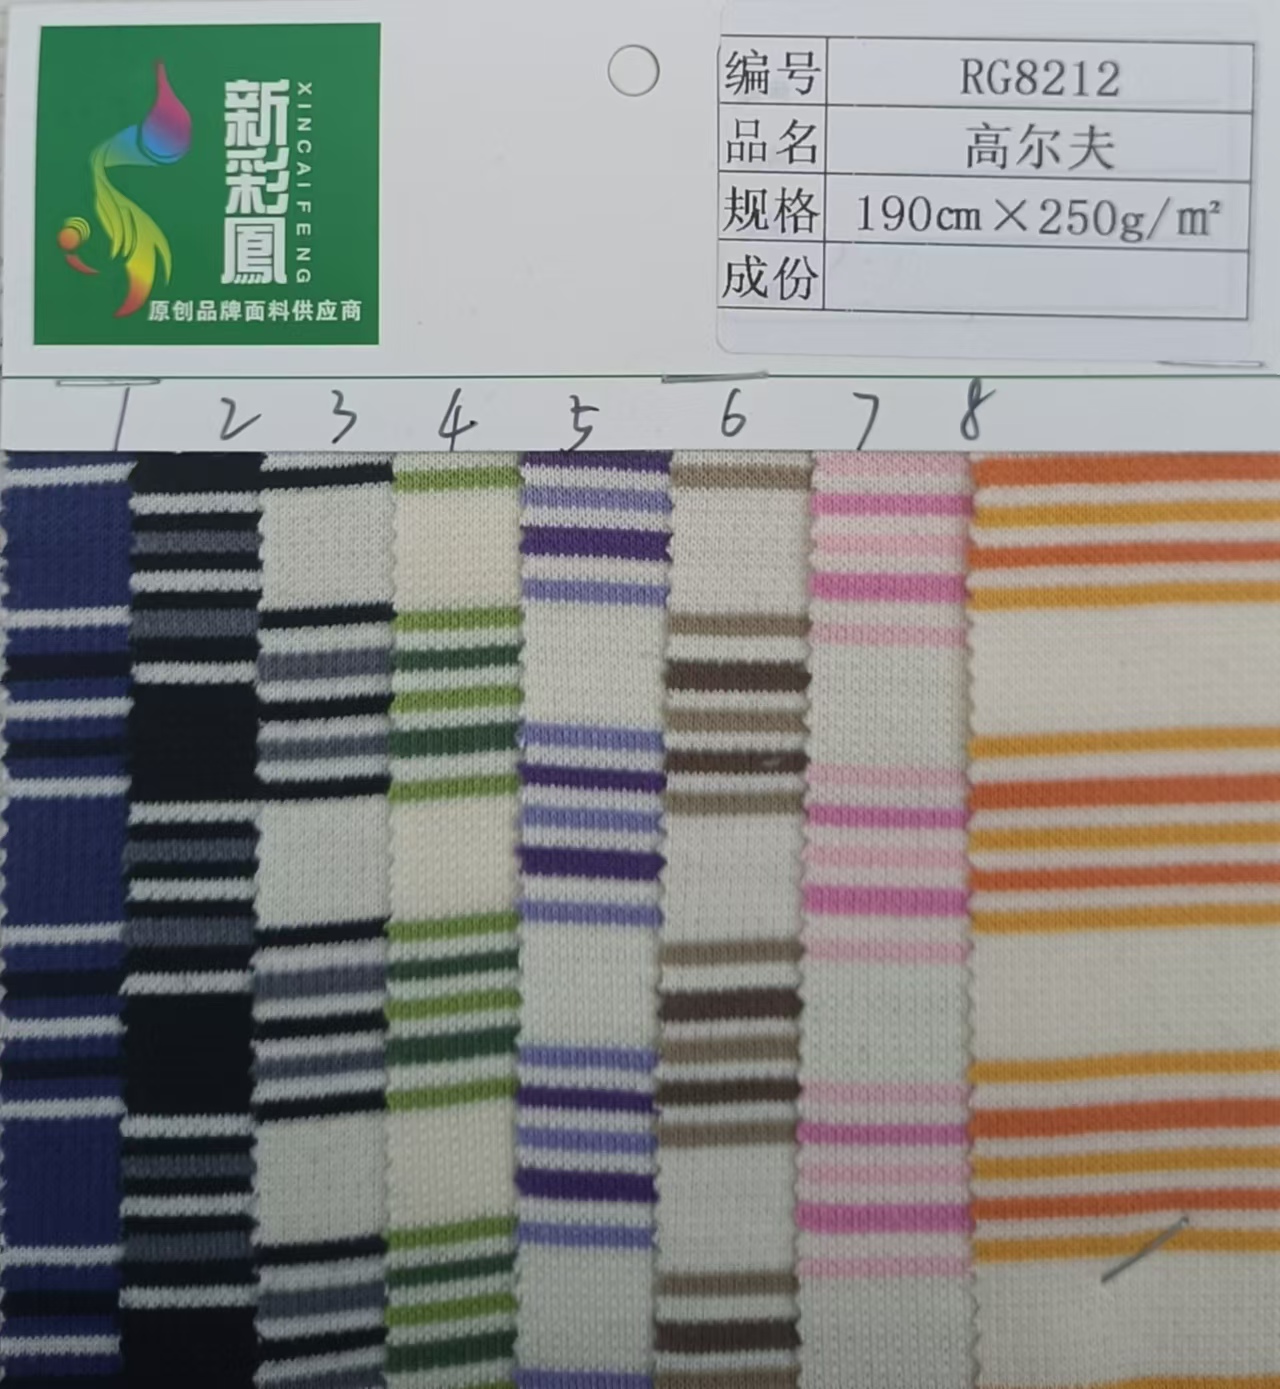 新彩鳳
XINCAIFENG
原创品牌面料供应商
编号 RG8212
品名 高尔夫
规格 190cm×250g/m²
成份
1 2 3 4 5 6 7 8